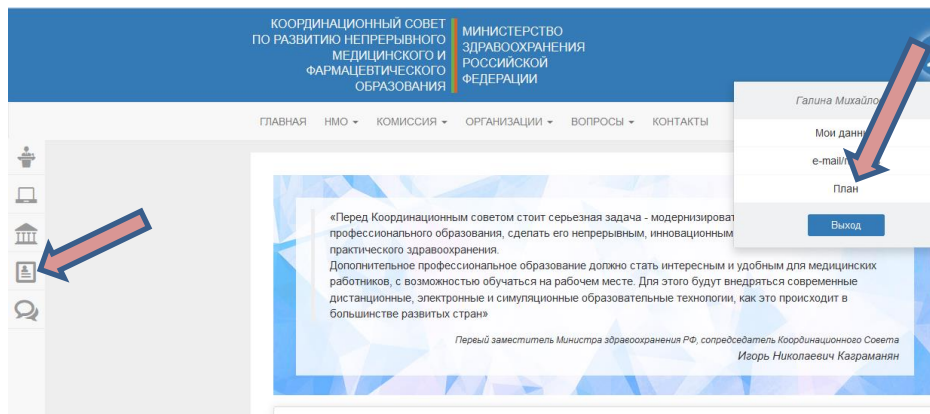 КООРДИНАЦИОННЫЙ СОВЕТ
ПО РАЗВИТИЮ НЕПРЕРЫВНОГО
МЕДИЦИНСКОГО И
ФАРМАЦЕВТИЧЕСКОГО
ОБРАЗОВАНИЯ
МИНИСТЕРСТВО
ЗДРАВООХРАНЕНИЯ
РОССИЙСКОЙ
ФЕДЕРАЦИИ
ГЛАВНАЯ НМО КОМИССИЯ ОРГАНИЗАЦИИ ВОПРОСЫ КОНТАКТЫ
Галина
Мои
План
Выход
«Перед Координационным советом стоит серьезная задача - модернизироват
профессионального образования, сделать его непрерывным, инновационным
практического здравоохранения.
Дополнительное профессиональное образование должно стать интересным и удобным для медицинских
работников, с возможностью обучаться на рабочем месте. Для этого будут внедряться современные
дистанционные, электронные и симуляционные образовательные технологии, как это происходит в
большинстве развитых стран»
Первый заместитель Министра здравоохранения РФ, сопредседатель Координационного Совета
Игорь Николаевич Каграманян